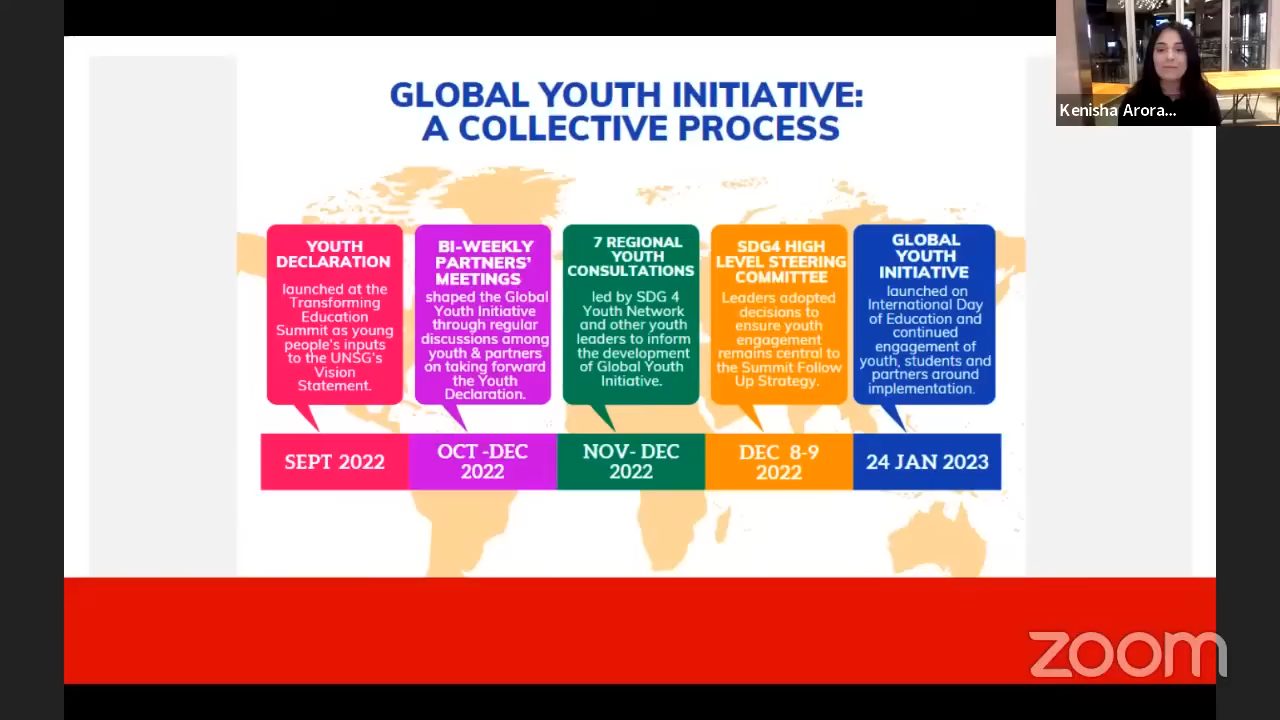 GLOBAL YOUTH INITIATIVE:
A COLLECTIVE PROCESS
Kenisha Arora...
YOUTH
DECLARATION
launched at the
Transforming
Education
Summit as young
people's inputs
to the UNSG's
Vision
Statement.
BI-WEEKLY
PARTNERS'
MEETINGS
shaped the Global
Youth Initiative
through regular
discussions among
youth & partners
on taking forward
the Youth
Declaration.
7 REGIONAL
YOUTH
CONSULTATIONS
led by SDG 4
Youth Network
and other youth
leaders to inform
the development
of Global Youth
Initiative.
SDG4 HIGH
LEVEL STEERING
COMMITTEE
Leaders adopted
decisions to
ensure youth
engagement
remains central to
the Summit Follow
Up Strategy.
GLOBAL
YOUTH
INITIATIVE
launched on
International Day
of Education and
continued
engagement of
youth, students and
partners around
implementation.
SEPT 2022
OCT -DEC
2022
NOV- DEC
2022
DEC 8-9
2022
24 JAN 2023
zoom